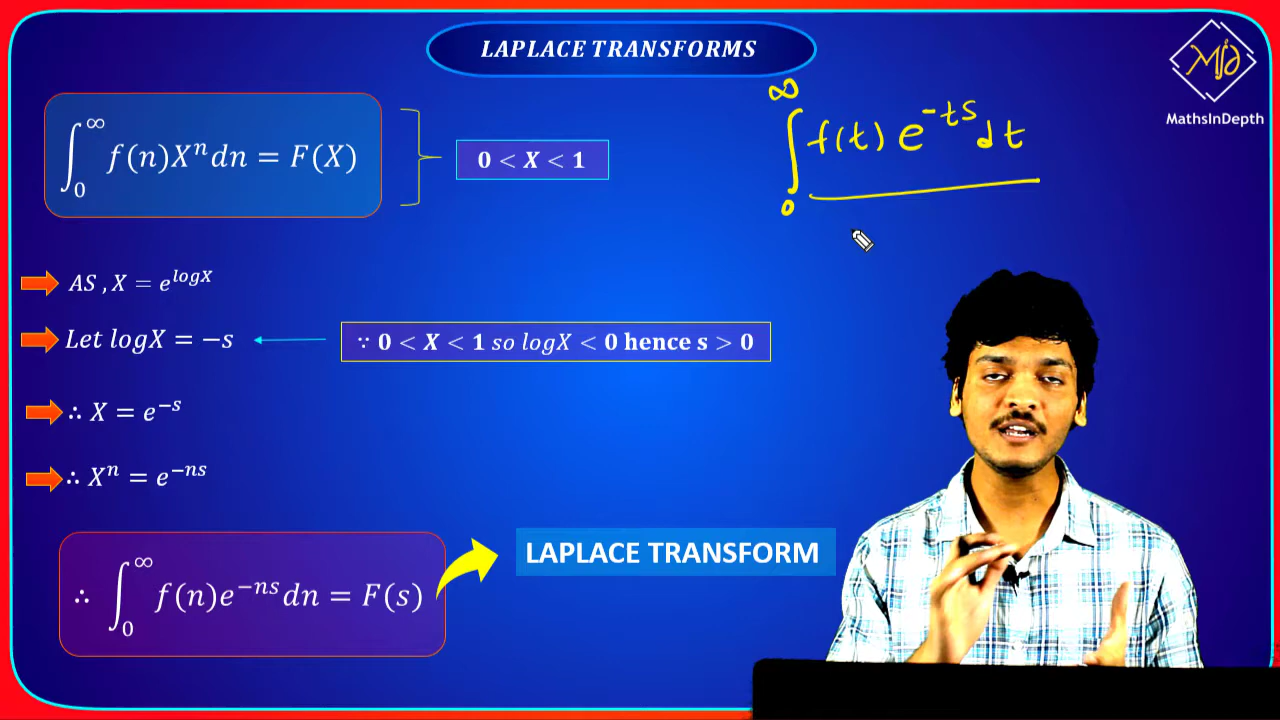 LAPLACE TRANSFORMS
MD
MathsInDepth
∫₀^∞ f(n)Xⁿdn = F(X)
0 < X < 1
∫₀^∞ f(t) e^{-ts} dt
AS , X = e^{logX}
Let logX = −s
∵ 0 < X < 1 so logX < 0 hence s > 0
∴ X = e^{−s}
∴ Xⁿ = e^{−ns}
∴ ∫₀^∞ f(n)e^{−ns}dn = F(s)
LAPLACE TRANSFORM